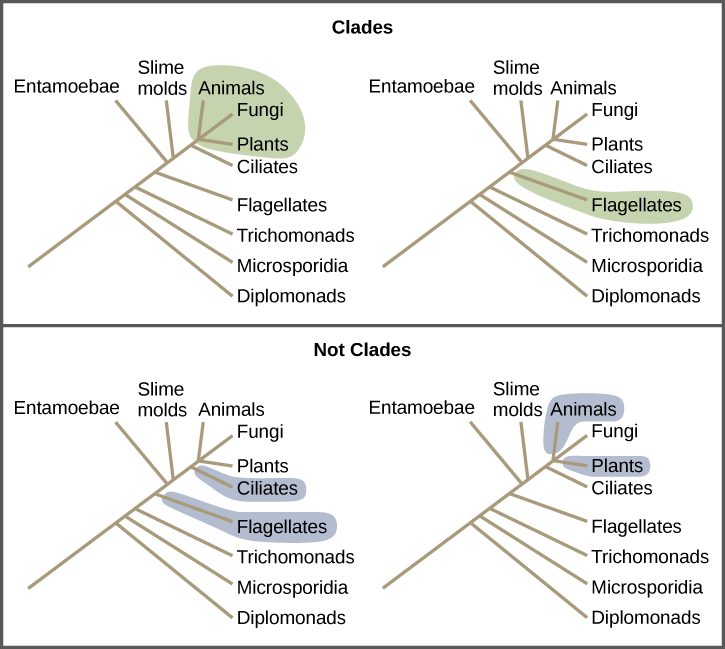 Clades
Entamoebae
Slime
molds
Animals
Fungi
Plants
Ciliates
Flagellates
Trichomonads
Microsporidia
Diplomonads
Entamoebae
Slime
molds
Animals
Fungi
Plants
Ciliates
Flagellates
Trichomonads
Microsporidia
Diplomonads
Not Clades
Entamoebae
Slime
molds
Animals
Fungi
Plants
Ciliates
Flagellates
Trichomonads
Microsporidia
Diplomonads
Entamoebae
Slime
molds
Animals
Fungi
Plants
Ciliates
Flagellates
Trichomonads
Microsporidia
Diplomonads